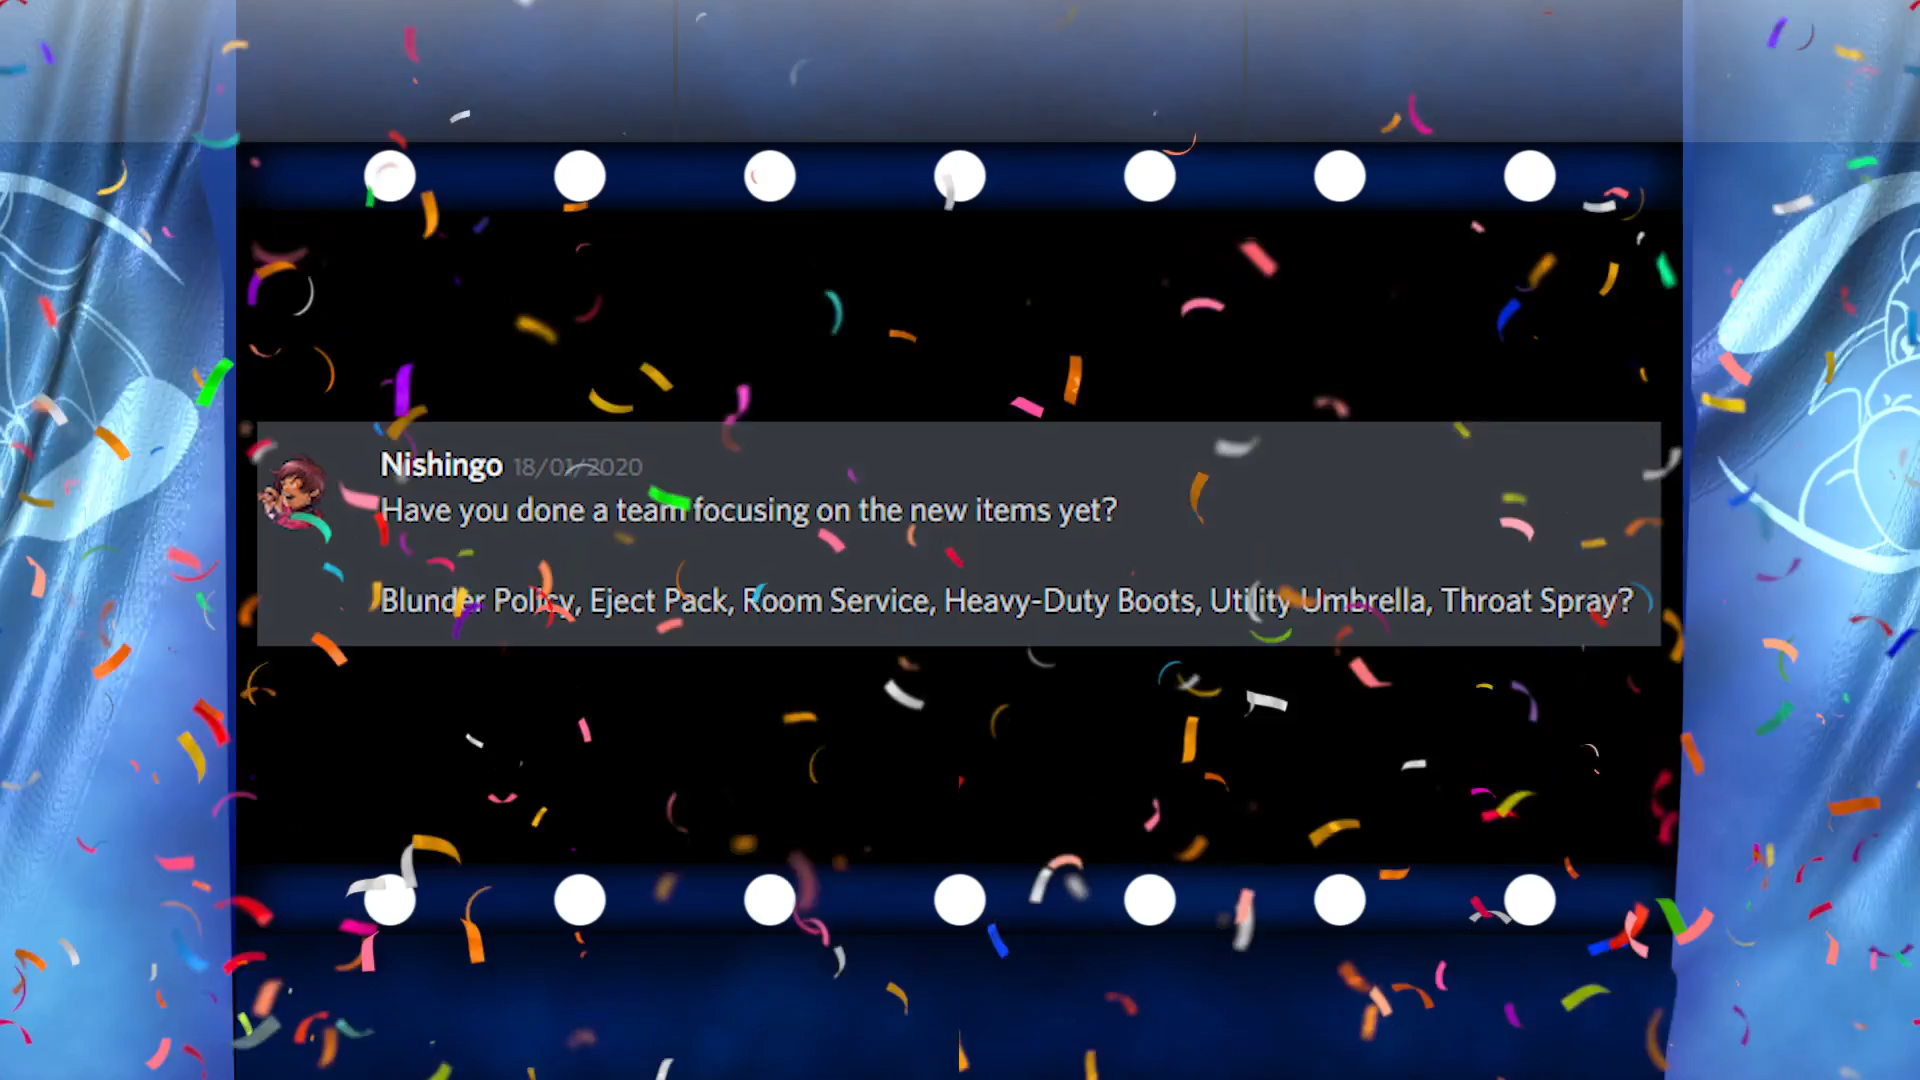 Nishingo 18/01/2020
Have you done a team focusing on the new items yet?
Blunder Policy, Eject Pack, Room Service, Heavy-Duty Boots, Utility Umbrella, Throat Spray?